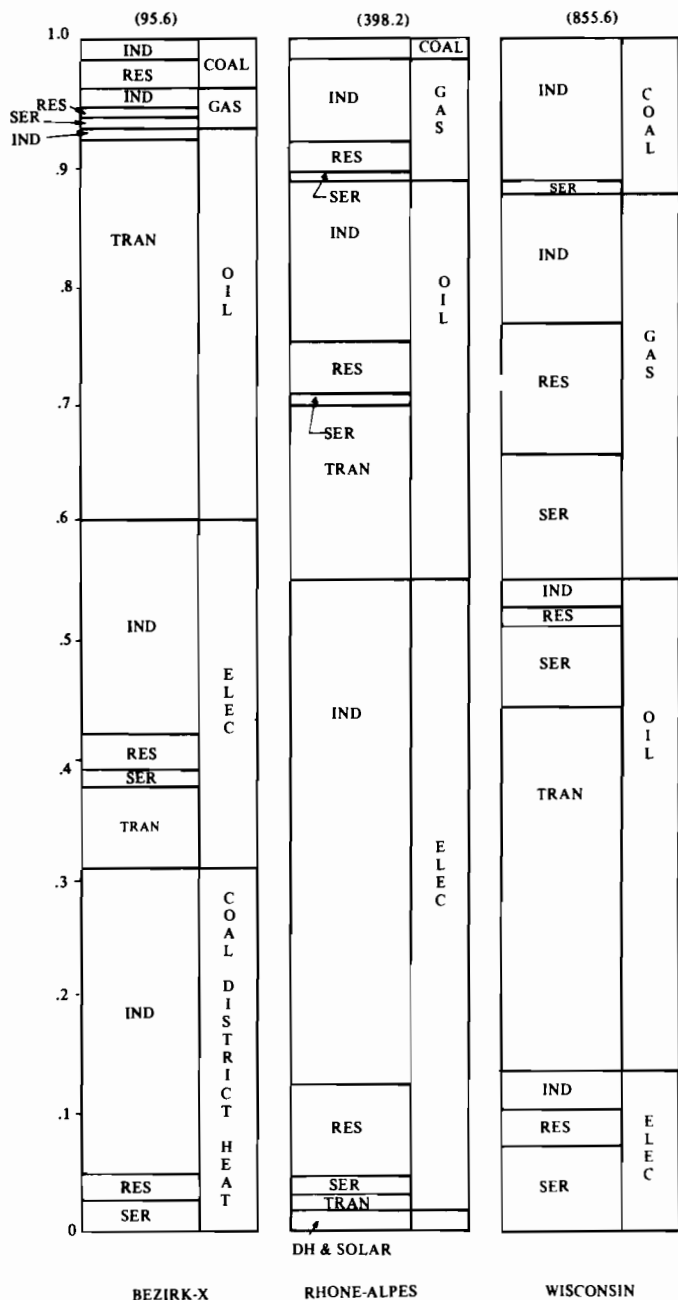 (95.6)
(398.2)
(855.6)
1.0
.9
.8
.7
.6
.5
.4
.3
.2
.1
0
IND
RES
COAL
IND
RES
SER
GAS
IND
TRAN
OIL
IND
RES
SER
TRAN
ELEC
IND
RES
SER
COAL DISTRICT HEAT
BEZIRK-X
COAL
IND
RES
SER
GAS
IND
RES
SER
TRAN
OIL
IND
RES
SER
TRAN
ELEC
DH & SOLAR
RHONE-ALPES
IND
SER
COAL
IND
RES
SER
GAS
IND
RES
SER
TRAN
OIL
IND
RES
SER
ELEC
WISCONSIN